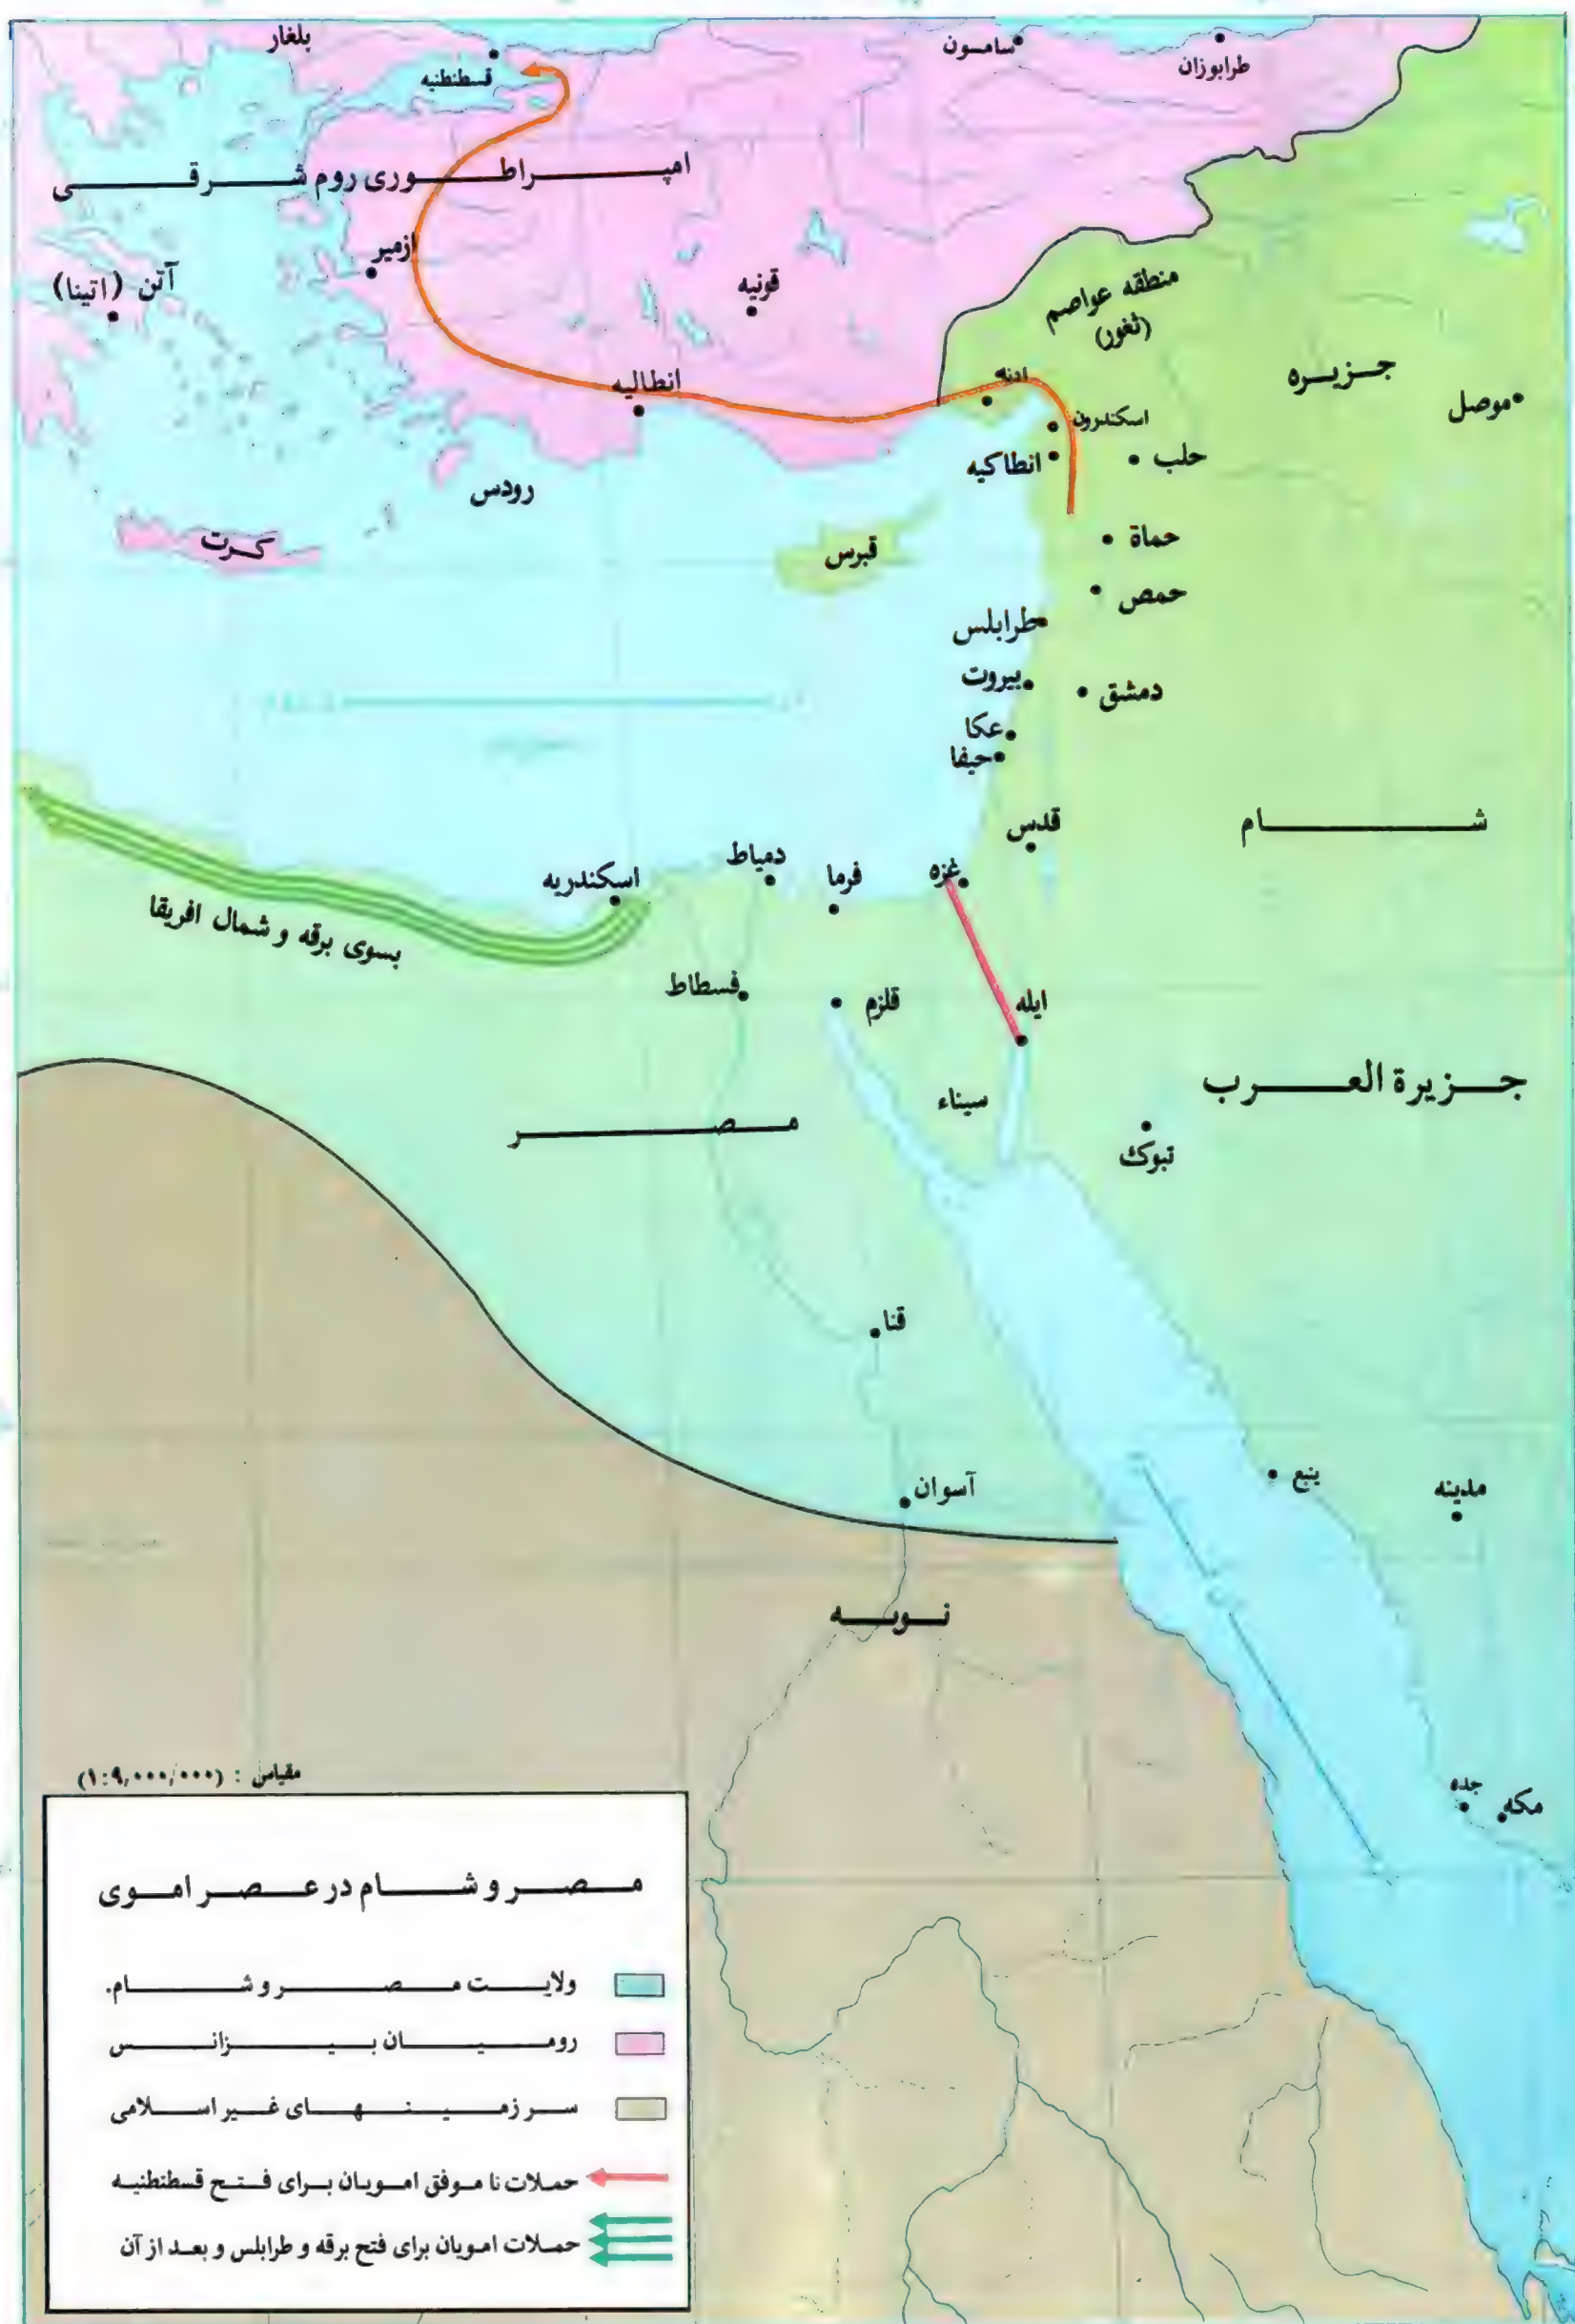 بلغار
قسطنطنیه
سامسون
طرابوزان
امپراطوری روم شرقی
ازمیر
آتن (اتینا)
قونیه
منطقه عواصم
(ثغور)
جزیره
موصل
انطالیه
ادنه
اسکندرون
انطاکیه
حلب
رودس
کرت
قبرس
حماة
حمص
طرابلس
بیروت
دمشق
عکا
حیفا
قدس
شام
غزه
فرما
دمیاط
اسکندریه
بسوی برقه و شمال افریقا
فسطاط
قلزم
ایله
جزیرة العرب
سیناء
مصر
تبوک
قنا
ینبع
مدینه
آسوان
نوبه
جده
مکه
مقیاس : (۱:۹,۰۰۰,۰۰۰)
مصر و شام در عصر اموی
ولایت مصر و شام.
رومیان بیزانس
سرزمینهای غیر اسلامی
حملات نا موفق امویان برای فتح قسطنطنیه
حملات امویان برای فتح برقه و طرابلس و بعد از آن